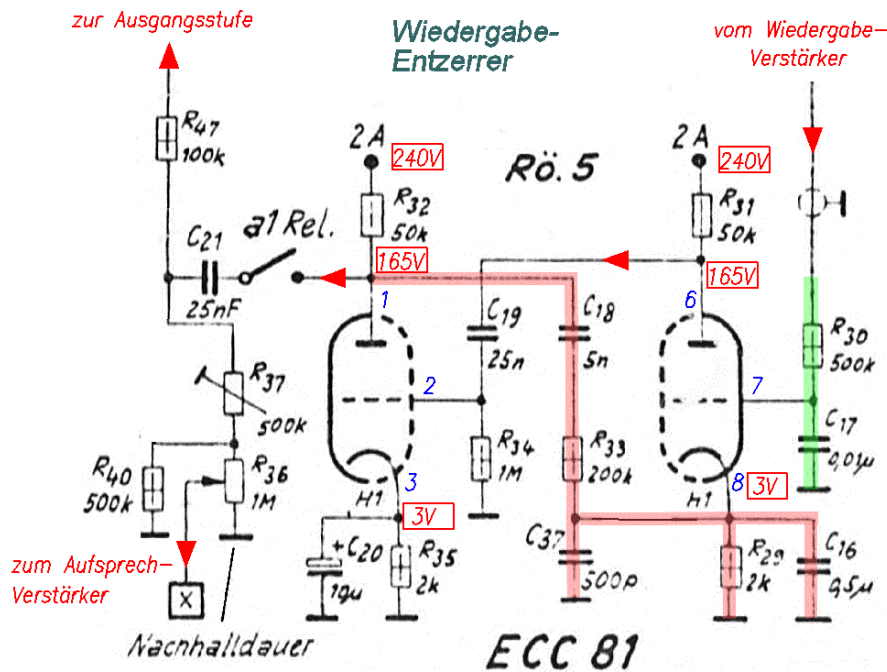 zur Ausgangsstufe
Wiedergabe-
Entzerrer
vom Wiedergabe-
Verstärker
R47
100k
2A
240V
Rö. 5
2A
240V
R32
50k
R31
50k
C21
25nF
a1 Rel.
165V
165V
1
C19
25n
C18
5n
6
R30
500k
R37
500k
2
7
C17
0,01µ
R40
500k
R36
1M
3
H1
R34
1M
R33
200k
8
3V
H1
3V
+
C20
10µ
R35
2k
C37
500p
R29
2k
C16
0,5µ
zum Aufsprech-
Verstärker
X
Nachhalldauer
ECC 81